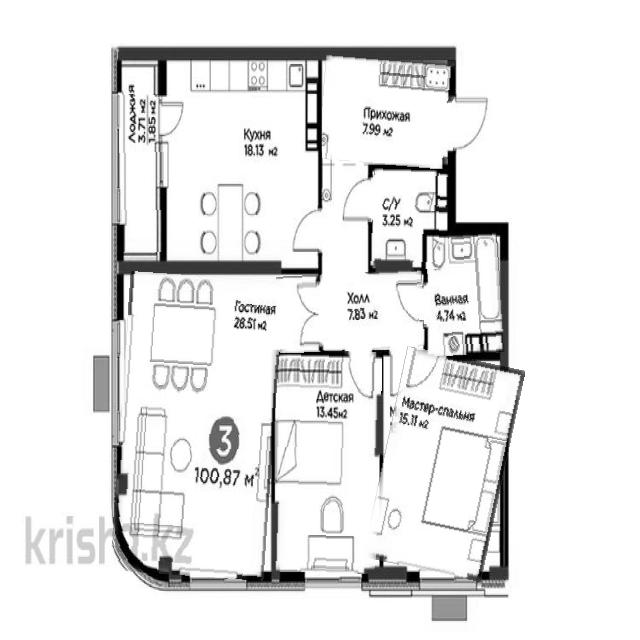 Лоджия
3.71 м2
1.85 м2
Кухня
18.13 м2
Прихожая
7.99 м2
С/У
3.25 м2
Гостиная
28.51 м2
Холл
7.83 м2
Ванная
4.74 м2
Детская
13.45м2
Мастер-спальня
15.11 м2
3
100,87 м2
krisha.kz